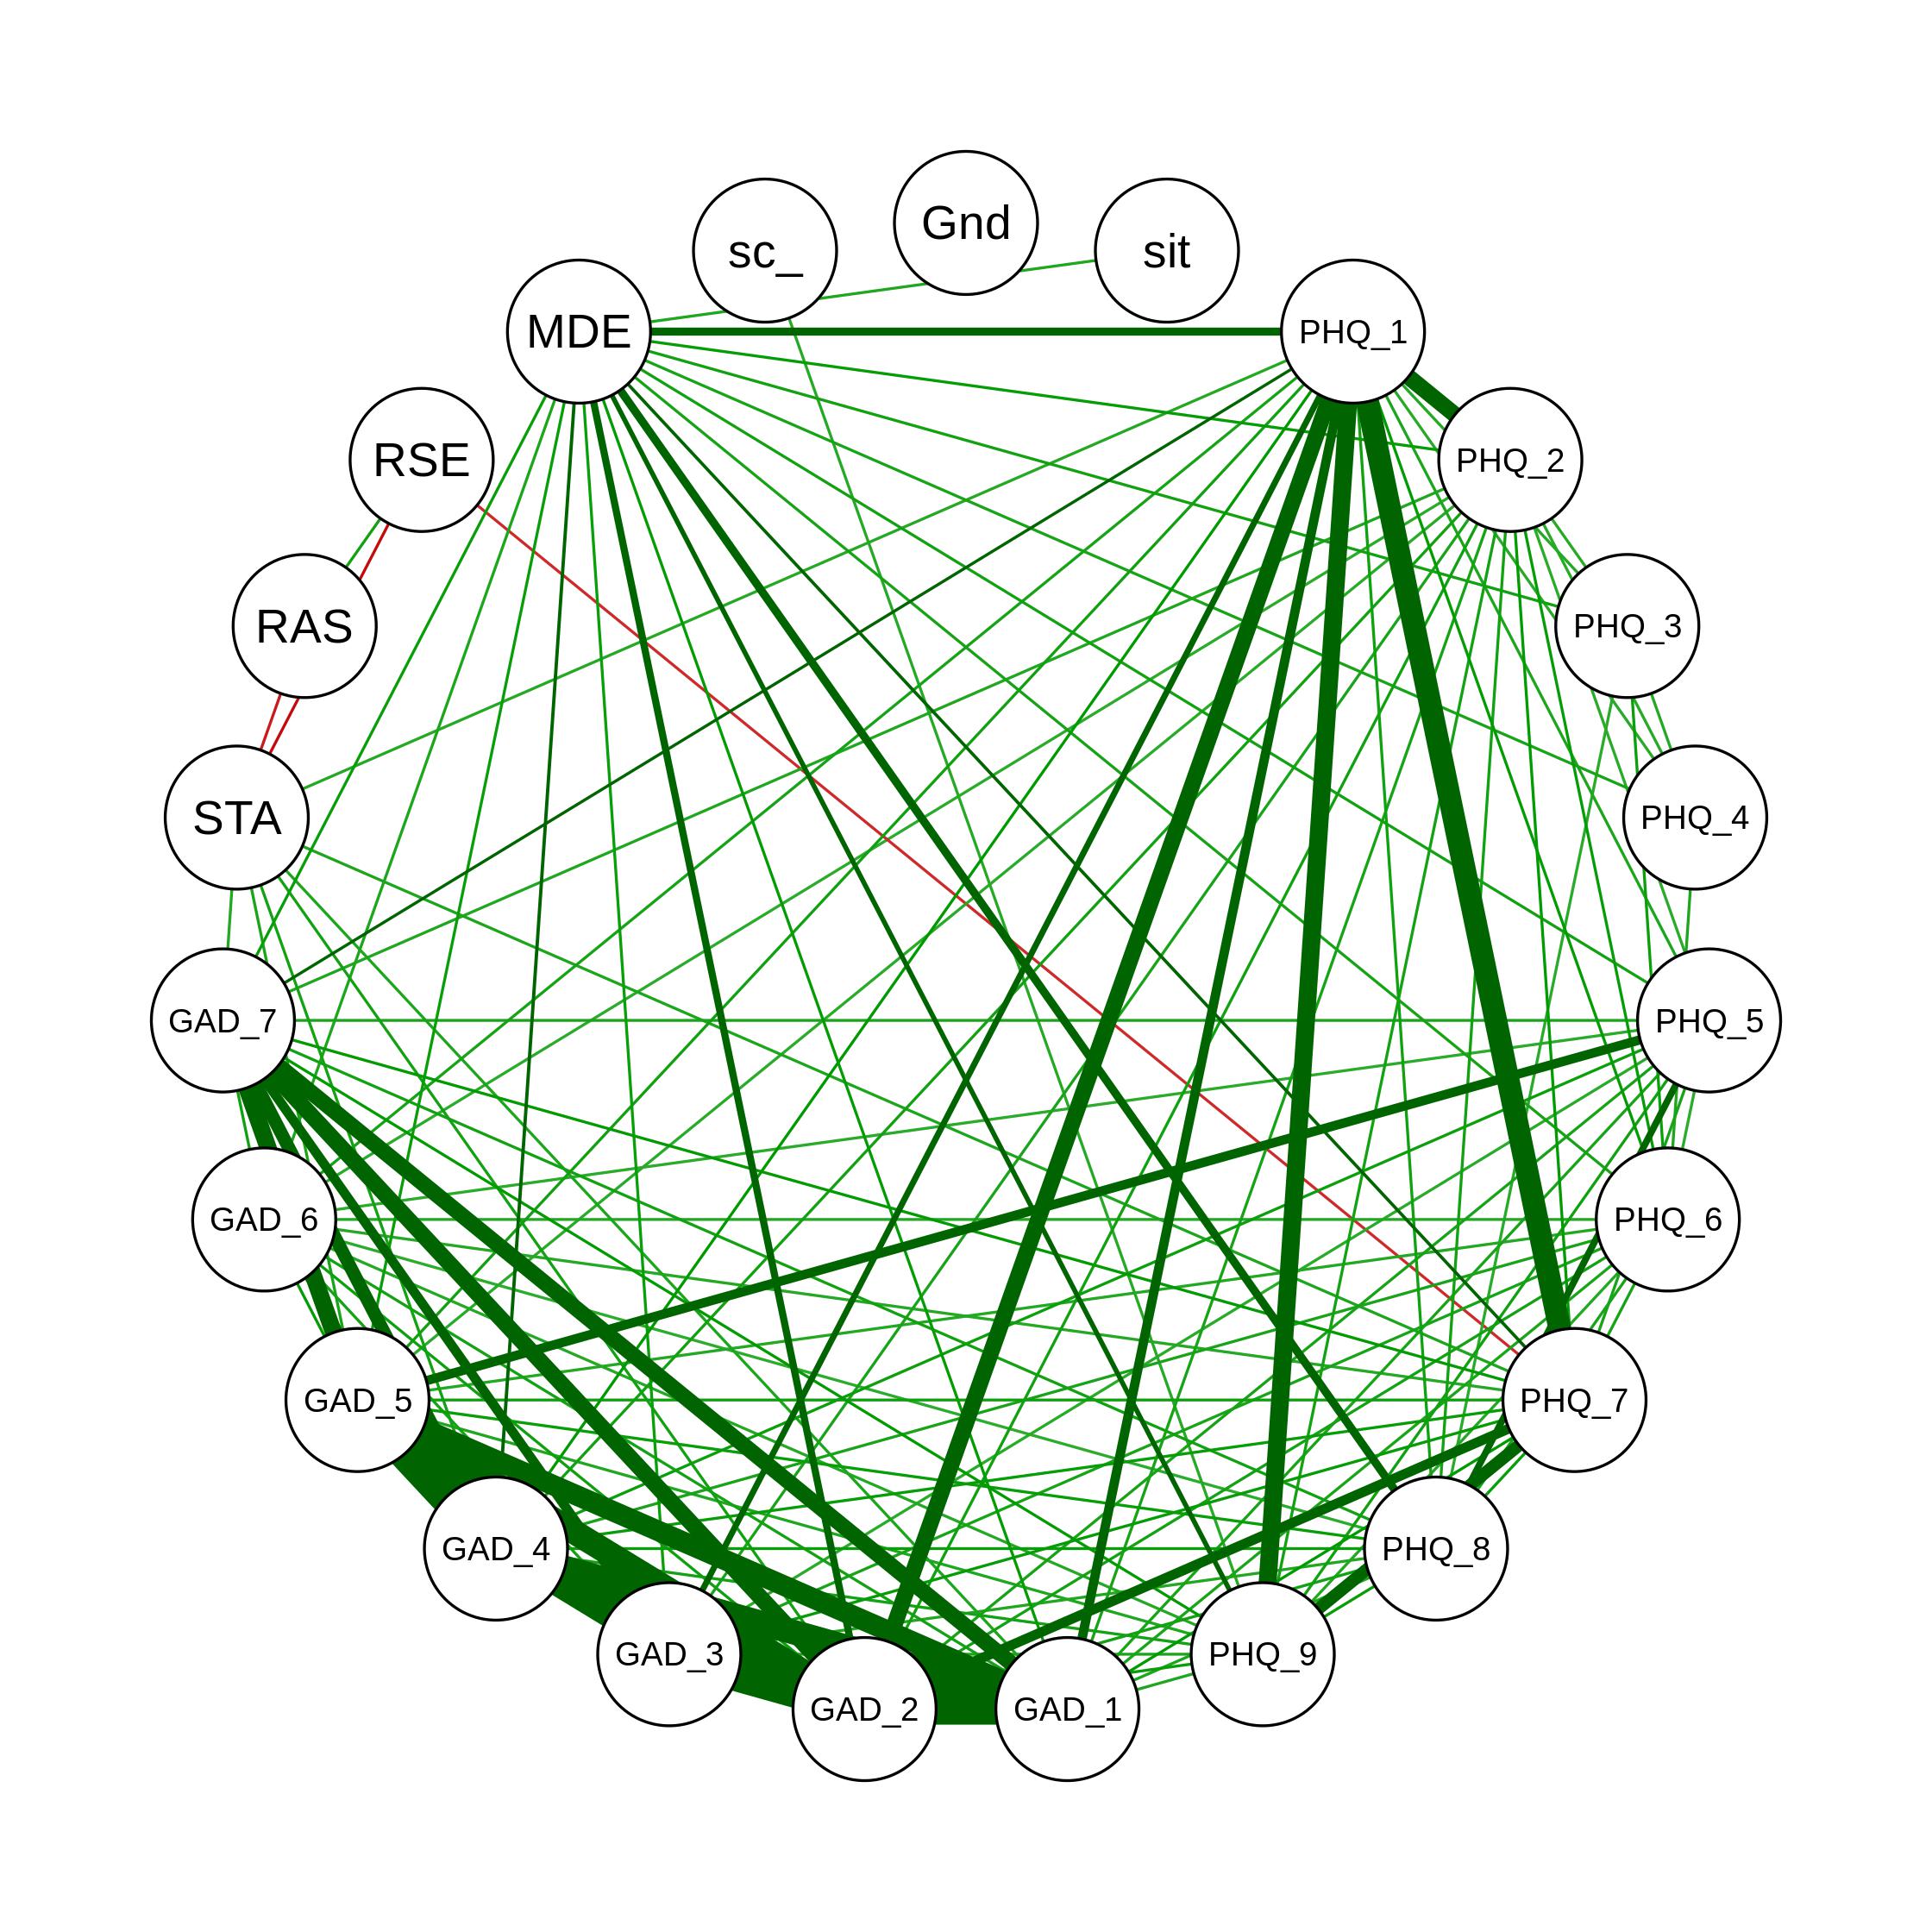 Gnd
sc_
sit
MDE
PHQ_1
RSE
PHQ_2
RAS
PHQ_3
STA
PHQ_4
GAD_7
PHQ_5
GAD_6
PHQ_6
GAD_5
PHQ_7
GAD_4
PHQ_8
GAD_3
PHQ_9
GAD_2
GAD_1